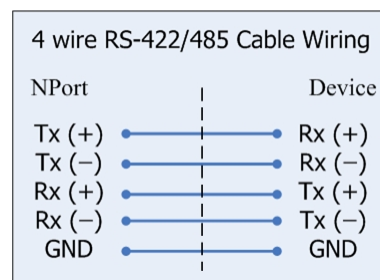 4 wire RS-422/485 Cable Wiring
NPort Device
Tx (+) Rx (+)
Tx (−) Rx (−)
Rx (+) Tx (+)
Rx (−) Tx (−)
GND GND